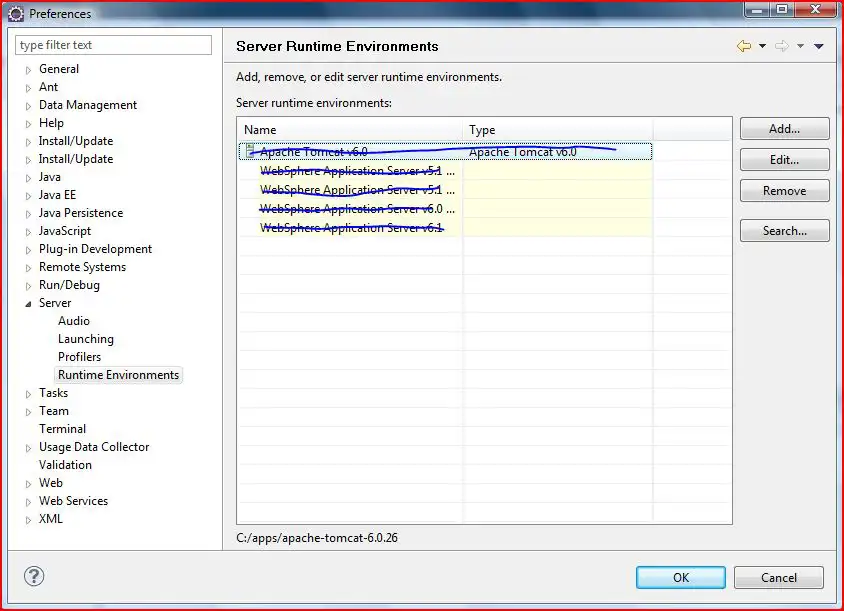 Preferences
type filter text
General
Ant
Data Management
Help
Install/Update
Install/Update
Java
Java EE
Java Persistence
JavaScript
Plug-in Development
Remote Systems
Run/Debug
Server
Audio
Launching
Profilers
Runtime Environments
Tasks
Team
Terminal
Usage Data Collector
Validation
Web
Web Services
XML
Server Runtime Environments
Add, remove, or edit server runtime environments.
Server runtime environments:
Name Type
Apache Tomcat v6.0 Apache Tomcat v6.0
WebSphere Application Server v5.1 ...
WebSphere Application Server v5.1 ...
WebSphere Application Server v6.0 ...
WebSphere Application Server v6.1
Add...
Edit...
Remove
Search...
C:/apps/apache-tomcat-6.0.26
?
OK Cancel